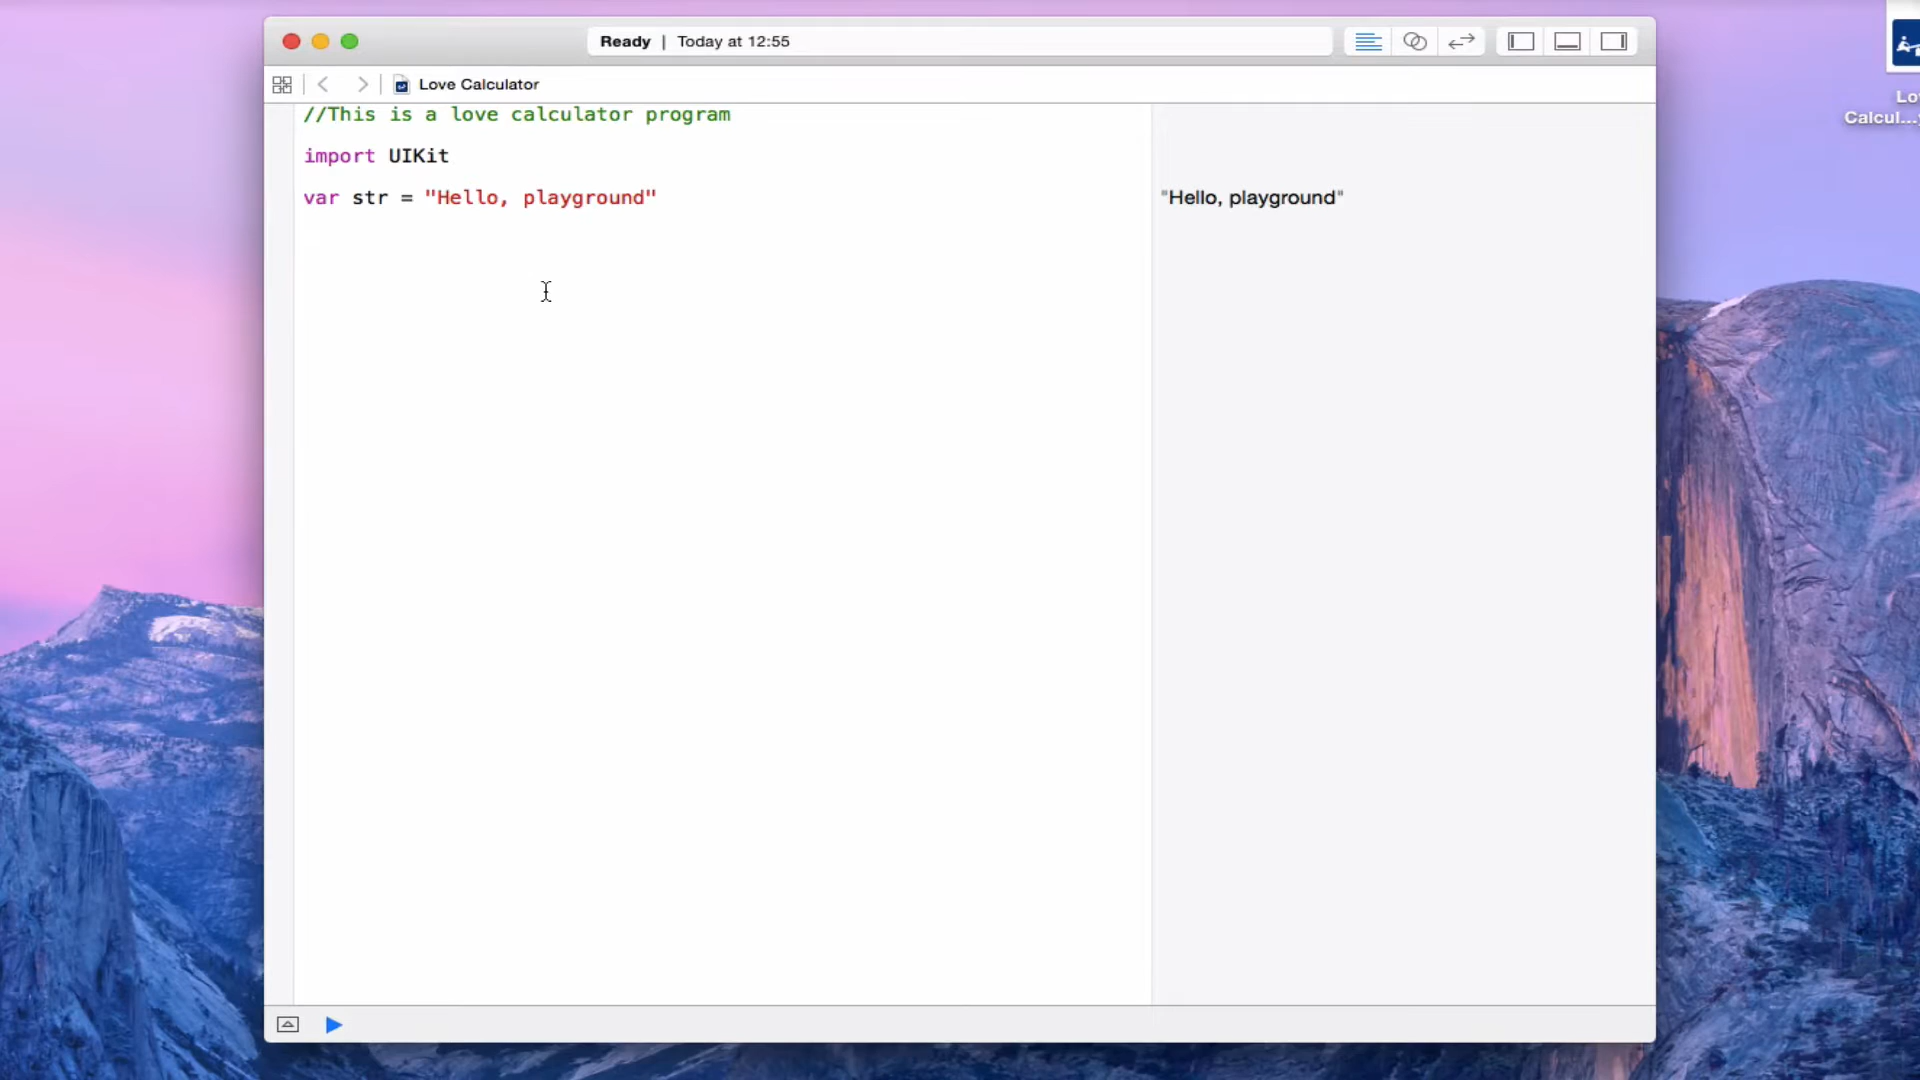 Ready | Today at 12:55
Love Calculator
//This is a love calculator program
import UIKit
var str = "Hello, playground"
"Hello, playground"
Lo
Calcul...